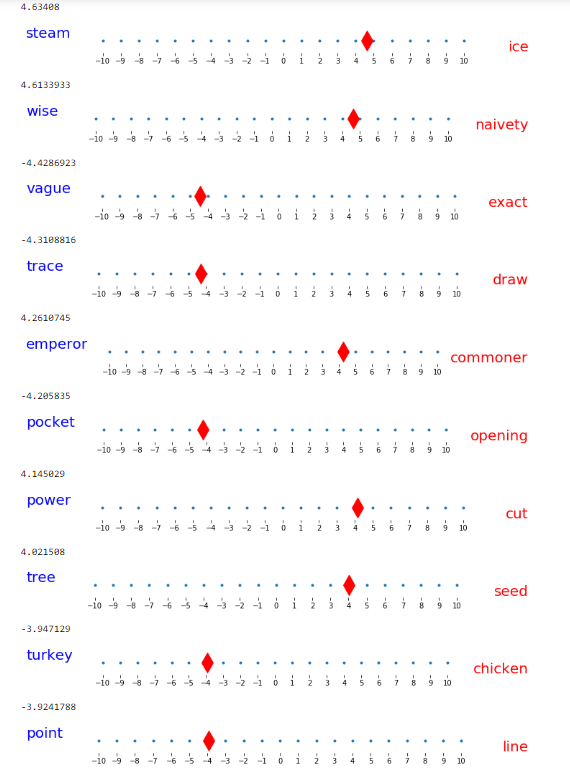 4.63408
steam
ice
-10 -9 -8 -7 -6 -5 -4 -3 -2 -1 0 1 2 3 4 5 6 7 8 9 10
4.6133933
wise
naivety
-10 -9 -8 -7 -6 -5 -4 -3 -2 -1 0 1 2 3 4 5 6 7 8 9 10
-4.4286923
vague
exact
-10 -9 -8 -7 -6 -5 -4 -3 -2 -1 0 1 2 3 4 5 6 7 8 9 10
-4.3108816
trace
draw
-10 -9 -8 -7 -6 -5 -4 -3 -2 -1 0 1 2 3 4 5 6 7 8 9 10
4.2610745
emperor
commoner
-10 -9 -8 -7 -6 -5 -4 -3 -2 -1 0 1 2 3 4 5 6 7 8 9 10
-4.205835
pocket
opening
-10 -9 -8 -7 -6 -5 -4 -3 -2 -1 0 1 2 3 4 5 6 7 8 9 10
4.145029
power
cut
-10 -9 -8 -7 -6 -5 -4 -3 -2 -1 0 1 2 3 4 5 6 7 8 9 10
4.021508
tree
seed
-10 -9 -8 -7 -6 -5 -4 -3 -2 -1 0 1 2 3 4 5 6 7 8 9 10
-3.947129
turkey
chicken
-10 -9 -8 -7 -6 -5 -4 -3 -2 -1 0 1 2 3 4 5 6 7 8 9 10
-3.9241788
point
line
-10 -9 -8 -7 -6 -5 -4 -3 -2 -1 0 1 2 3 4 5 6 7 8 9 10